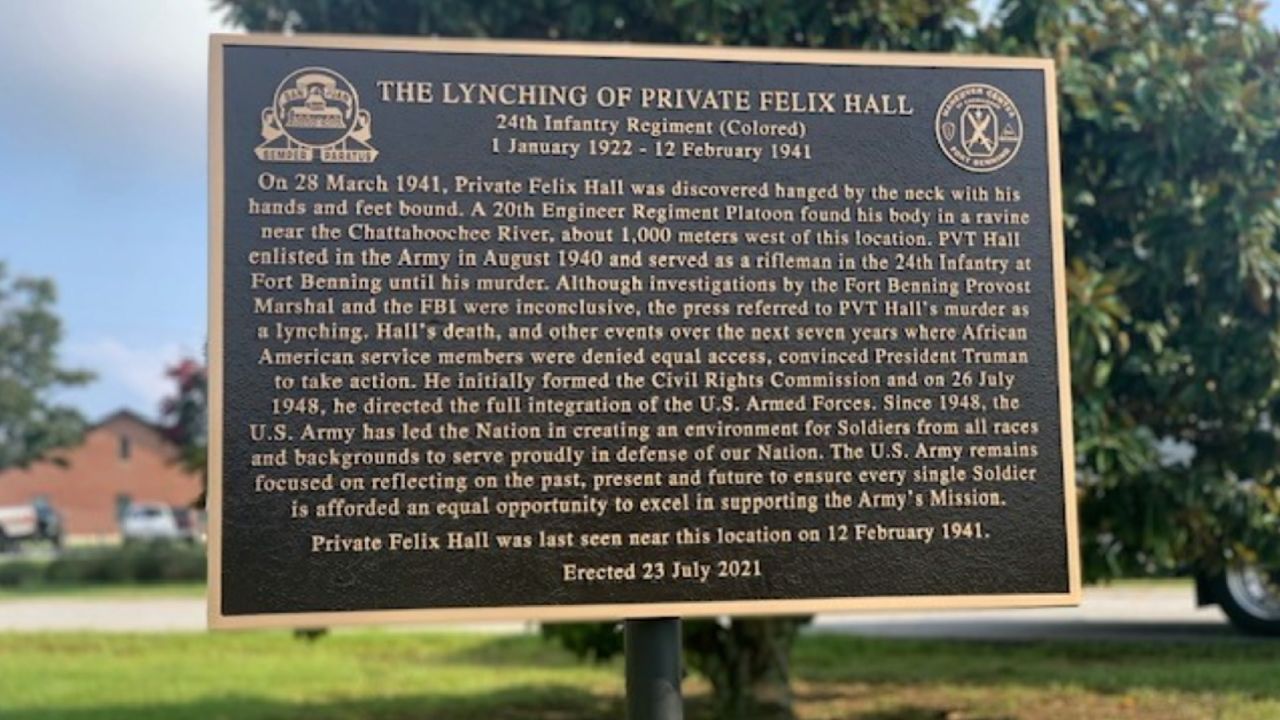 THE LYNCHING OF PRIVATE FELIX HALL
24th Infantry Regiment (Colored)
1 January 1922 - 12 February 1941
SAN JUAN
SEMPER PARATUS
MANEUVER CENTER
FORT BENNING
On 28 March 1941, Private Felix Hall was discovered hanged by the neck with his
hands and feet bound. A 20th Engineer Regiment Platoon found his body in a ravine
near the Chattahoochee River, about 1,000 meters west of this location. PVT Hall
enlisted in the Army in August 1940 and served as a rifleman in the 24th Infantry at
Fort Benning until his murder. Although investigations by the Fort Benning Provost
Marshal and the FBI were inconclusive, the press referred to PVT Hall's murder as
a lynching. Hall's death, and other events over the next seven years where African
American service members were denied equal access, convinced President Truman
to take action. He initially formed the Civil Rights Commission and on 26 July
1948, he directed the full integration of the U.S. Armed Forces. Since 1948, the
U.S. Army has led the Nation in creating an environment for Soldiers from all races
and backgrounds to serve proudly in defense of our Nation. The U.S. Army remains
focused on reflecting on the past, present and future to ensure every single Soldier
is afforded an equal opportunity to excel in supporting the Army's Mission.
Private Felix Hall was last seen near this location on 12 February 1941.
Erected 23 July 2021